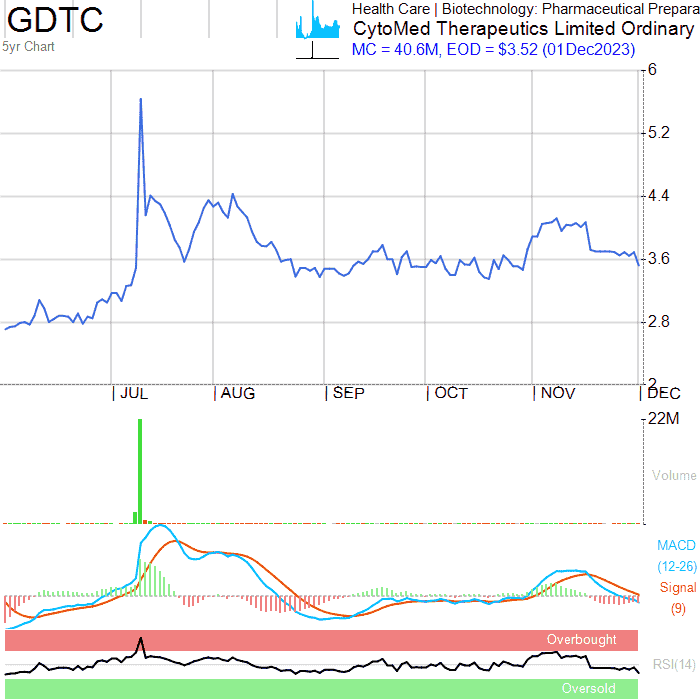 GDTC
5yr Chart
Health Care | Biotechnology: Pharmaceutical Prepara
CytoMed Therapeutics Limited Ordinary
MC = 40.6M, EOD = $3.52 (01Dec2023)
6
5.2
4.4
3.6
2.8
2
JUL
AUG
SEP
OCT
NOV
DEC
22M
Volume
MACD
(12-26)
Signal
(9)
Overbought
RSI(14)
Oversold